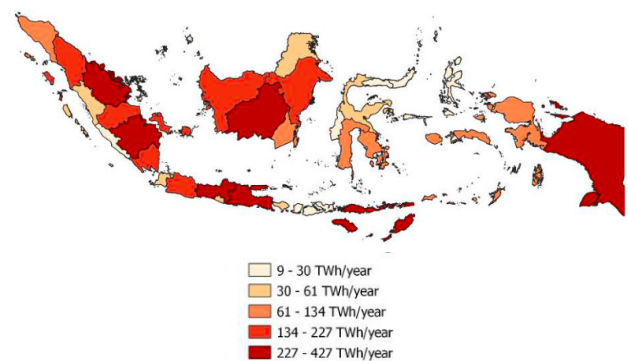 9 - 30 TWh/year
30 - 61 TWh/year
61 - 134 TWh/year
134 - 227 TWh/year
227 - 427 TWh/year